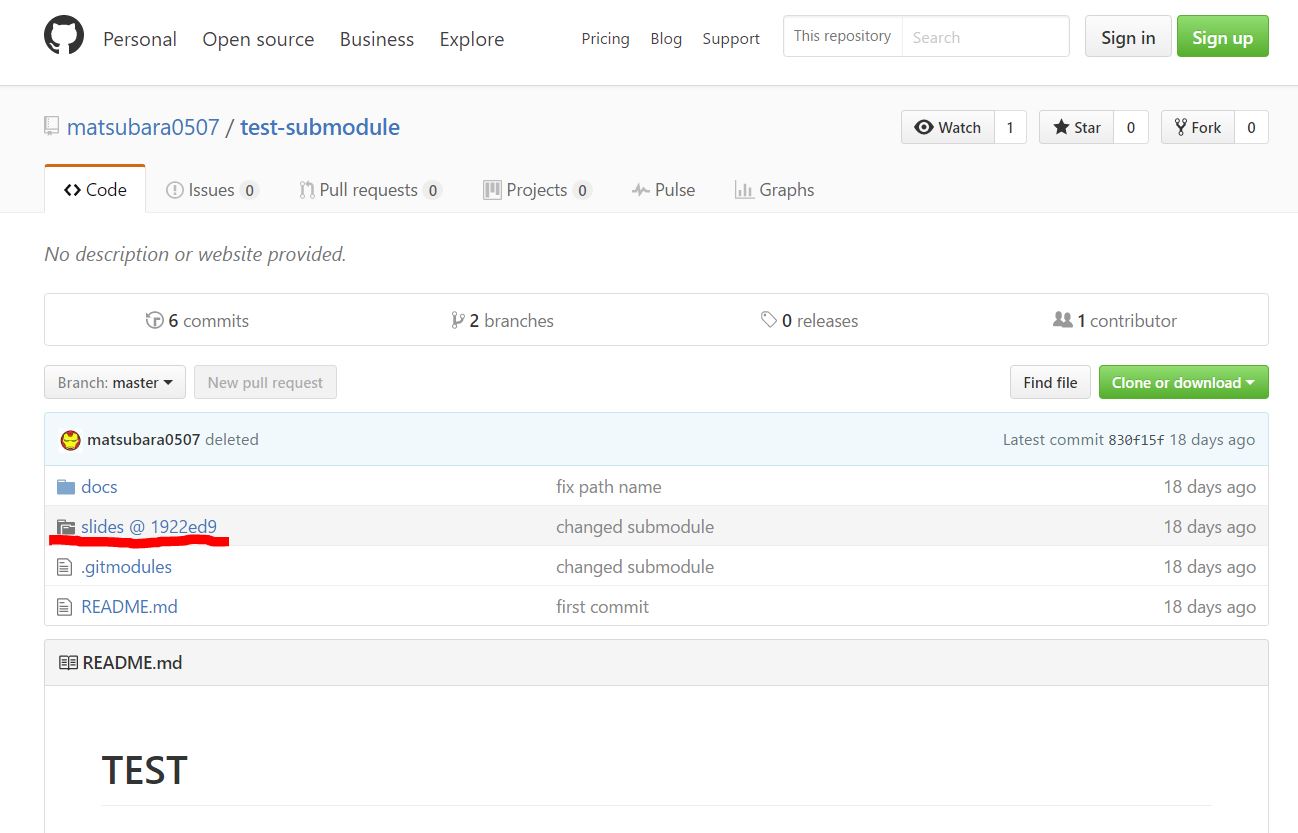 Personal Open source Business Explore Pricing Blog Support This repository Search Sign in Sign up
matsubara0507 / test-submodule Watch 1 Star 0 Fork 0
Code Issues 0 Pull requests 0 Projects 0 Pulse Graphs
No description or website provided.
6 commits 2 branches 0 releases 1 contributor
Branch: master New pull request Find file Clone or download
matsubara0507 deleted Latest commit 830f15f 18 days ago
docs fix path name 18 days ago
slides @ 1922ed9 changed submodule 18 days ago
.gitmodules changed submodule 18 days ago
README.md first commit 18 days ago
README.md
TEST